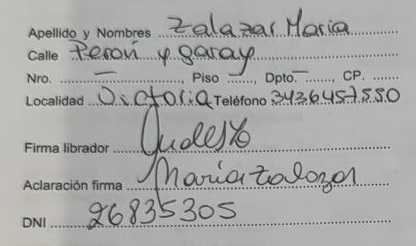 Apellido y Nombres Zalazar Maria
Calle Peron y garay
Nro. — , Piso ....., Dpto. — , CP. ......
Localidad Victoria Teléfono 3436457550
Firma librador
Aclaración firma Maria Zalazar
DNI 26835305